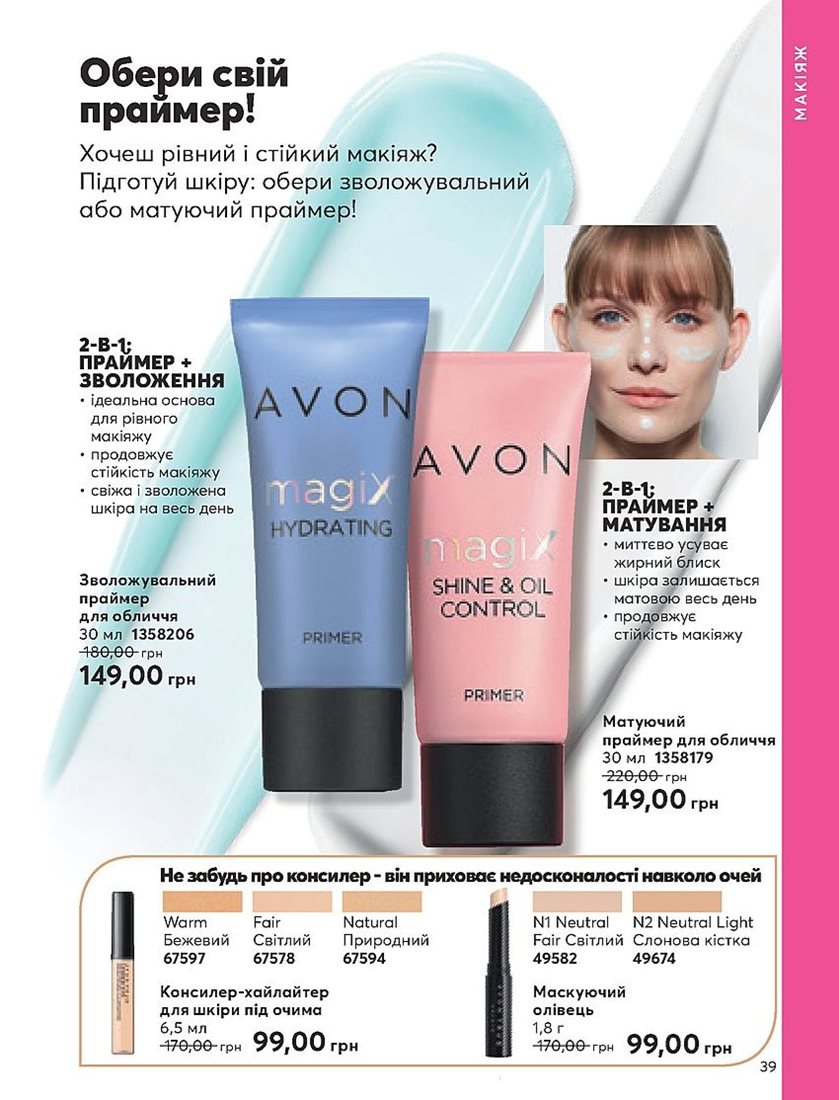 МАКІЯЖ
Обери свій
праймер!
Хочеш рівний і стійкий макіяж?
Підготуй шкіру: обери зволожувальний
або матуючий праймер!
2-В-1:
ПРАЙМЕР +
ЗВОЛОЖЕННЯ
• ідеальна основа
для рівного
макіяжу
• продовжує
стійкість макіяжу
• свіжа і зволожена
шкіра на весь день
Зволожувальний
праймер
для обличчя
30 мл 1358206
180,00 грн
149,00 грн
AVON
magiX
HYDRATING
PRIMER
AVON
magiX
SHINE & OIL
CONTROL
PRIMER
2-В-1:
ПРАЙМЕР +
МАТУВАННЯ
• миттєво усуває
жирний блиск
• шкіра залишається
матовою весь день
• продовжує
стійкість макіяжу
Матуючий
праймер для обличчя
30 мл 1358179
220,00 грн
149,00 грн
Не забудь про консилер - він приховає недосконалості навколо очей
Warm
Бежевий
67597
Fair
Світлий
67578
Natural
Природний
67594
Консилер-хайлайтер
для шкіри під очима
6,5 мл
170,00 грн 99,00 грн
N1 Neutral
Fair Світлий
49582
N2 Neutral Light
Слонова кістка
49674
Маскуючий
олівець
1,8 г
170,00 грн 99,00 грн
39